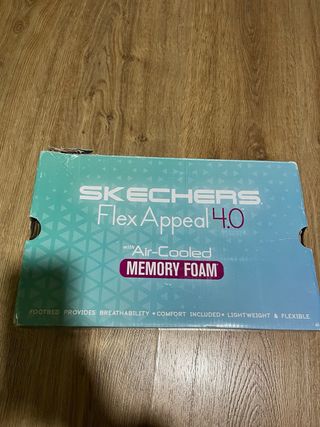 SKECHERS
Flex Appeal 4.0
with Air-Cooled
MEMORY FOAM
FOOTBED PROVIDES BREATHABILITY • COMFORT INCLUDED • LIGHTWEIGHT & FLEXIBLE